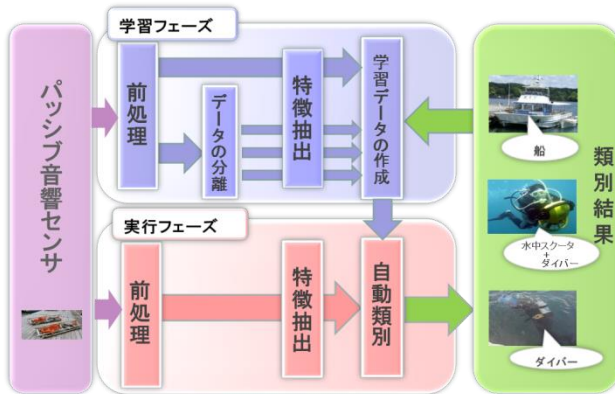 学習フェーズ
パッシブ音響センサ
前処理
データの分離
特徴抽出
学習データの作成
実行フェーズ
前処理
特徴抽出
自動類別
類別結果
船
水中スクータ
+
ダイバー
ダイバー